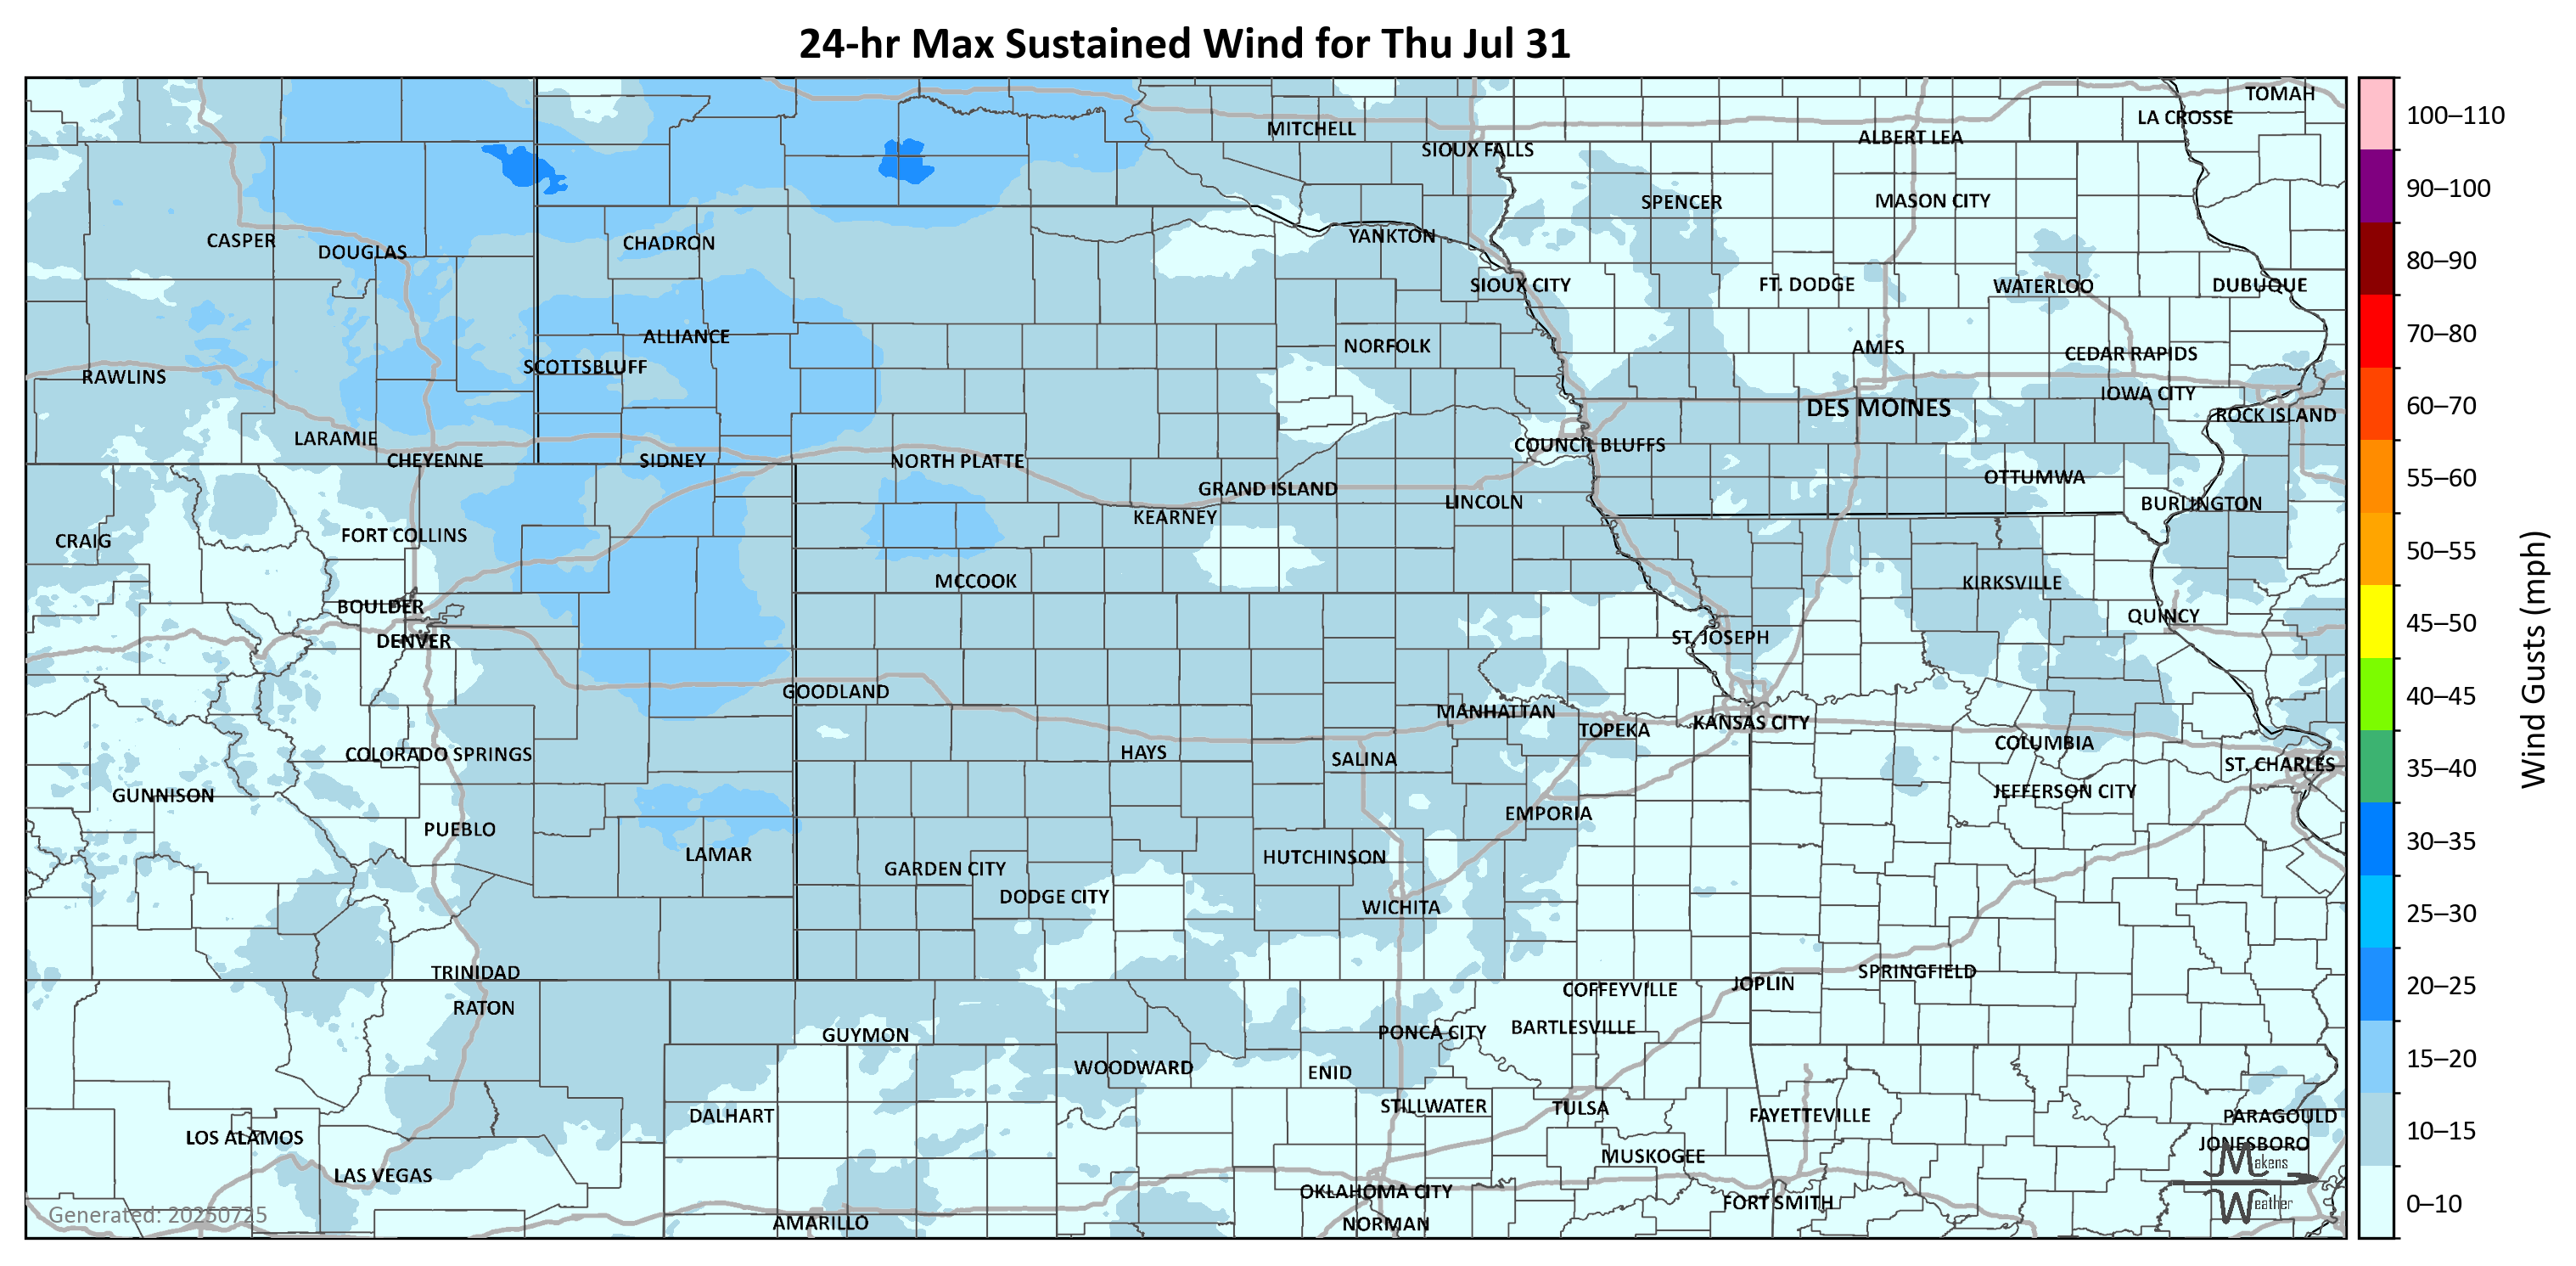 24-hr Max Sustained Wind for Thu Jul 31
TOMAH
LA CROSSE
MITCHELL
ALBERT LEA
SIOUX FALLS
SPENCER
MASON CITY
CASPER
DOUGLAS
CHADRON
YANKTON
SIOUX CITY
FT. DODGE
WATERLOO
DUBUQUE
ALLIANCE
NORFOLK
AMES
CEDAR RAPIDS
SCOTTSBLUFF
RAWLINS
IOWA CITY
DES MOINES
ROCK ISLAND
LARAMIE
COUNCIL BLUFFS
CHEYENNE
SIDNEY
NORTH PLATTE
OTTUMWA
GRAND ISLAND
LINCOLN
BURLINGTON
KEARNEY
FORT COLLINS
CRAIG
MCCOOK
KIRKSVILLE
BOULDER
QUINCY
DENVER
ST. JOSEPH
GOODLAND
MANHATTAN
KANSAS CITY
TOPEKA
COLUMBIA
COLORADO SPRINGS
HAYS
SALINA
ST. CHARLES
JEFFERSON CITY
GUNNISON
EMPORIA
PUEBLO
LAMAR
HUTCHINSON
GARDEN CITY
DODGE CITY
WICHITA
TRINIDAD
SPRINGFIELD
JOPLIN
COFFEYVILLE
RATON
BARTLESVILLE
PONCA CITY
GUYMON
WOODWARD
ENID
STILLWATER
TULSA
DALHART
FAYETTEVILLE
PARAGOULD
LOS ALAMOS
JONESBORO
MUSKOGEE
LAS VEGAS
OKLAHOMA CITY
FORT SMITH
AMARILLO
NORMAN
Generated: 20250725
Makens
Weather
100–110
90–100
80–90
70–80
60–70
55–60
50–55
45–50
40–45
35–40
30–35
25–30
20–25
15–20
10–15
0–10
Wind Gusts (mph)